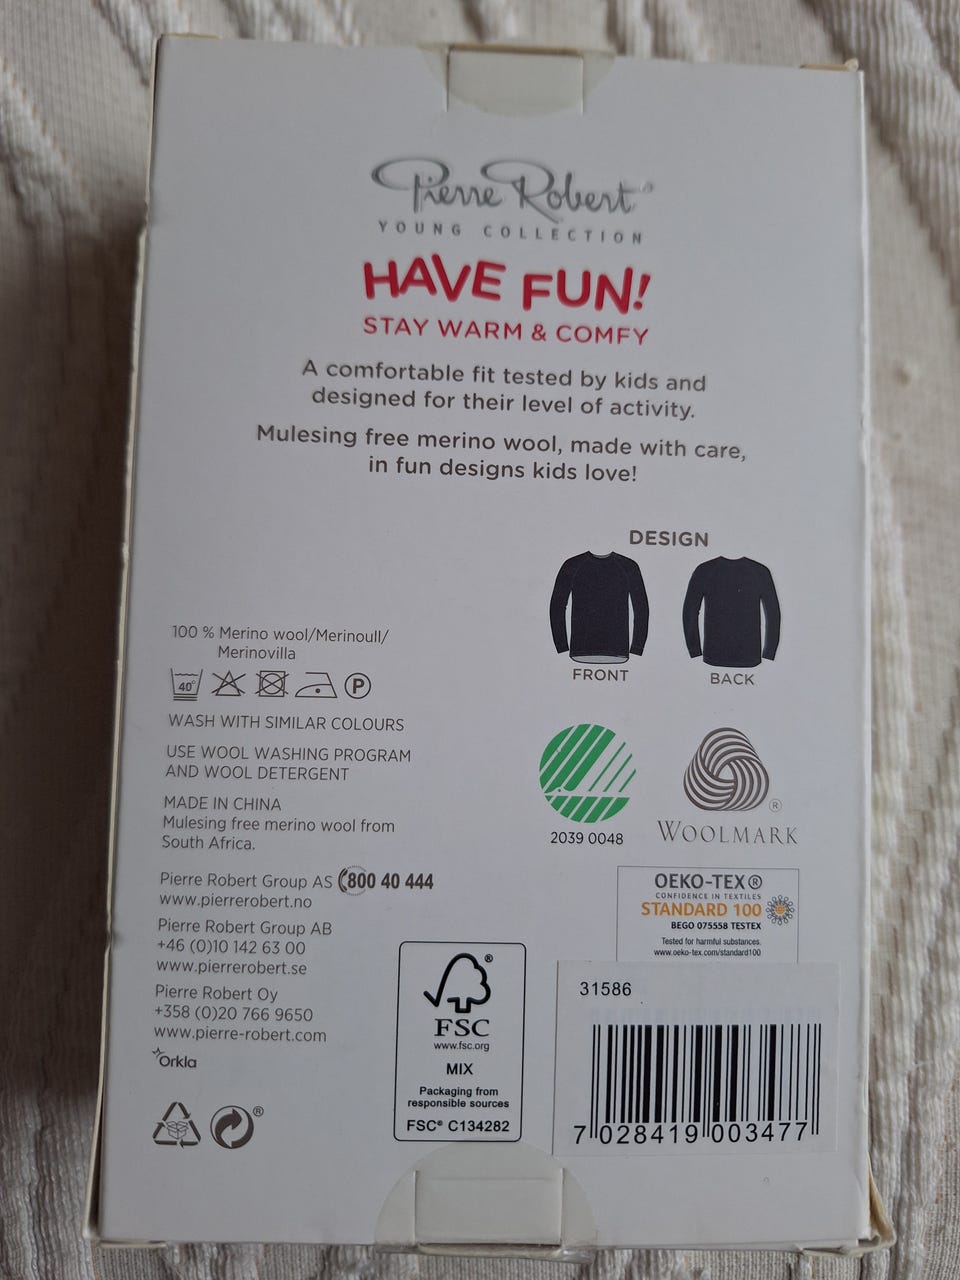 Pierre Robert®
YOUNG COLLECTION
HAVE FUN!
STAY WARM & COMFY
A comfortable fit tested by kids and
designed for their level of activity.
Mulesing free merino wool, made with care,
in fun designs kids love!
DESIGN
FRONT
BACK
100 % Merino wool/Merinoull/
Merinovilla
40°
P
WASH WITH SIMILAR COLOURS
USE WOOL WASHING PROGRAM
AND WOOL DETERGENT
MADE IN CHINA
Mulesing free merino wool from
South Africa.
2039 0048
®
WOOLMARK
Pierre Robert Group AS 800 40 444
www.pierrerobert.no
Pierre Robert Group AB
+46 (0)10 142 63 00
www.pierrerobert.se
Pierre Robert Oy
+358 (0)20 766 9650
www.pierre-robert.com
Orkla
®
OEKO-TEX®
CONFIDENCE IN TEXTILES
STANDARD 100
BEGO 075558 TESTEX
Tested for harmful substances.
www.oeko-tex.com/standard100
®
FSC
www.fsc.org
MIX
Packaging from
responsible sources
FSC® C134282
31586
7 028419 003477